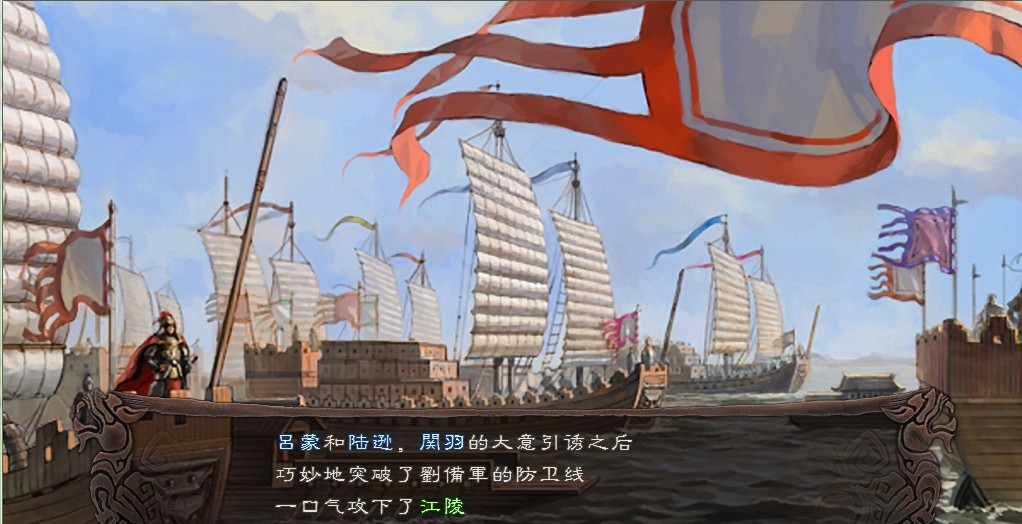 呂蒙和陆逊，関羽的大意引诱之后
巧妙地突破了劉備軍的防卫线
一口气攻下了江陵